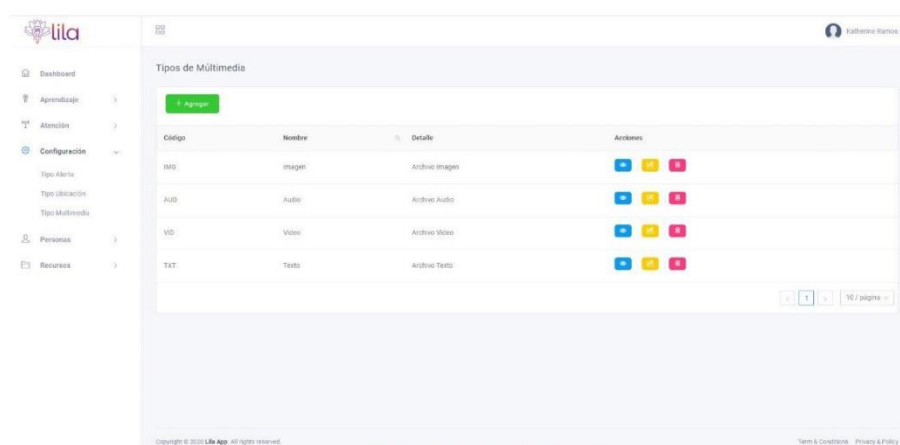 lila
Katherine Ramos
Dashboard
Aprendizaje
Atención
Configuración
Tipo Alerta
Tipo Ubicación
Tipo Multimedia
Personas
Recursos
Tipos de Múltimedia
+ Agregar
Código Nombre Detalle Acciones
IMG Imagen Archivo Imagen
AUD Audio Archivo Audio
VID Video Archivo Video
TXT Texto Archivo Texto
1 10 / página
Copyright © 2020 Lila App. All rights reserved. Term & Conditions Privacy & Policy